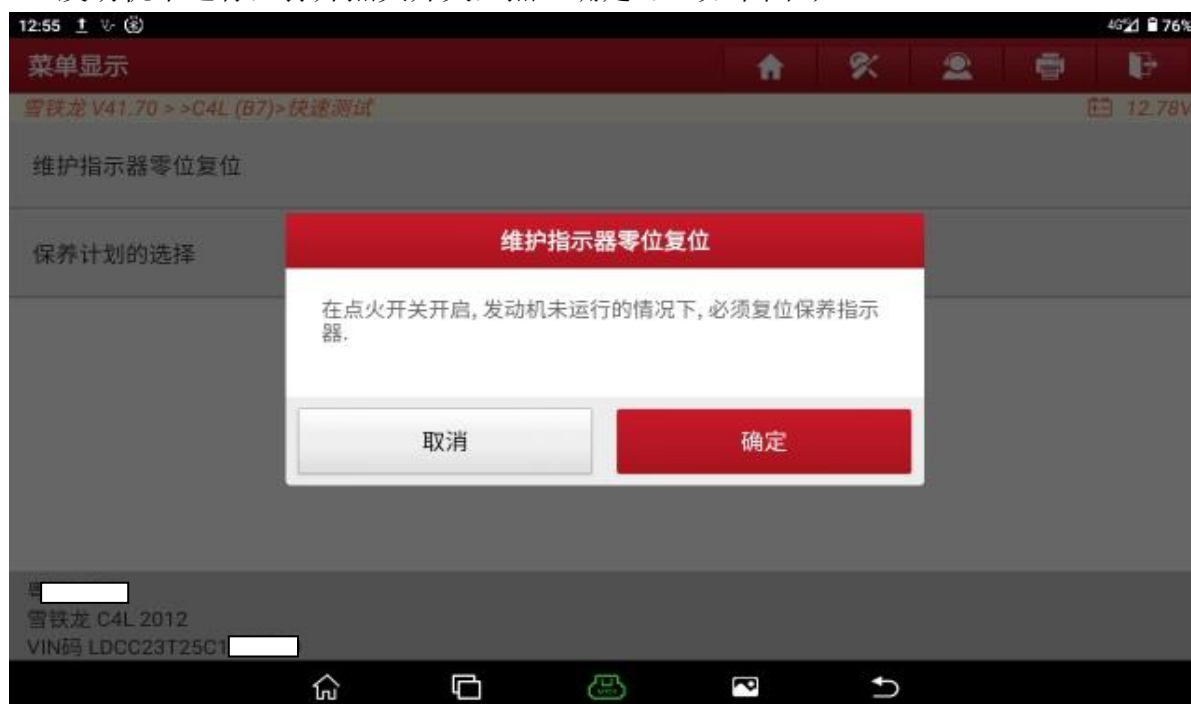 12:55
4G 76%
菜单显示
雪铁龙 V41.70 > >C4L (B7)>快速测试
12.78V
维护指示器零位复位
保养计划的选择
维护指示器零位复位
在点火开关开启, 发动机未运行的情况下, 必须复位保养指示
器.
取消
确定
雪铁龙 C4L 2012
VIN码 LDCC23T25C1